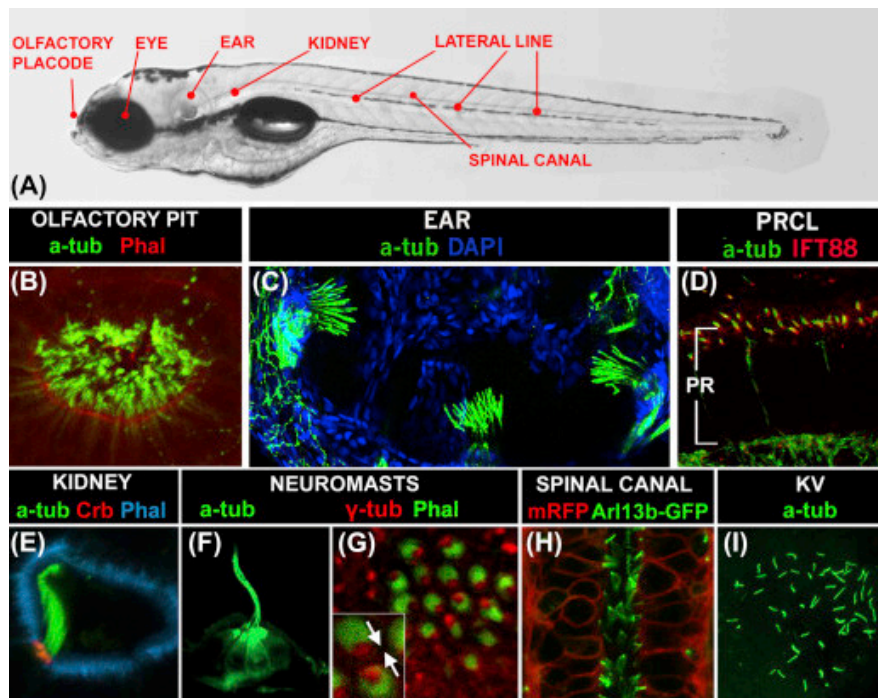 OLFACTORY
PLACODE
EYE
EAR
KIDNEY
LATERAL LINE
SPINAL CANAL
(A)
OLFACTORY PIT
a-tub Phal
EAR
a-tub DAPI
PRCL
a-tub IFT88
(B)
(C)
(D)
PR
KIDNEY
a-tub Crb Phal
NEUROMASTS
a-tub
γ-tub Phal
SPINAL CANAL
mRFP Arl13b-GFP
KV
a-tub
(E)
(F)
(G)
(H)
(I)